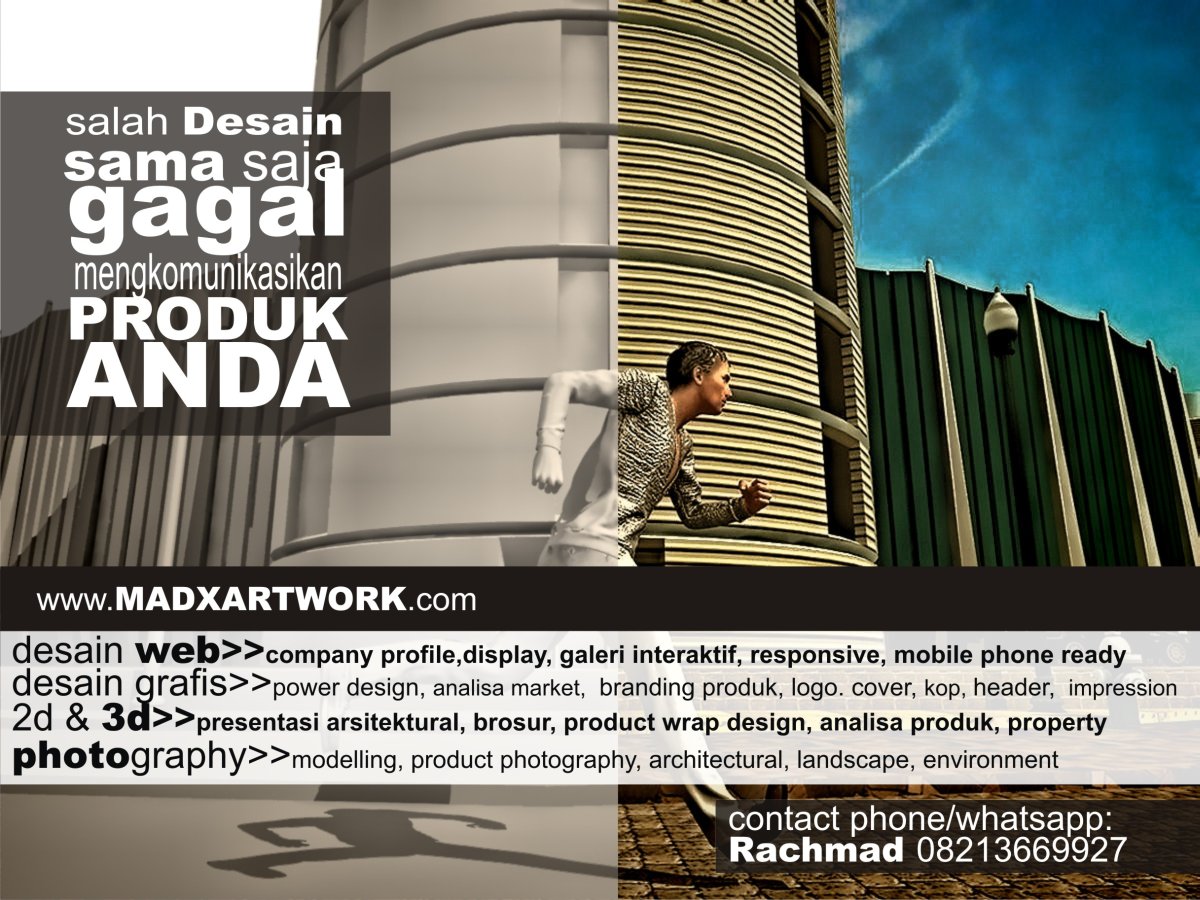 salah Desain
sama saja
gagal
mengkomunikasikan
PRODUK
ANDA
www.MADXARTWORK.com
desain web>>company profile,display, galeri interaktif, responsive, mobile phone ready
desain grafis>>power design, analisa market, branding produk, logo. cover, kop, header, impression
2d & 3d>>presentasi arsitektural, brosur, product wrap design, analisa produk, property
photography>>modelling, product photography, architectural, landscape, environment
contact phone/whatsapp:
Rachmad 08213669927